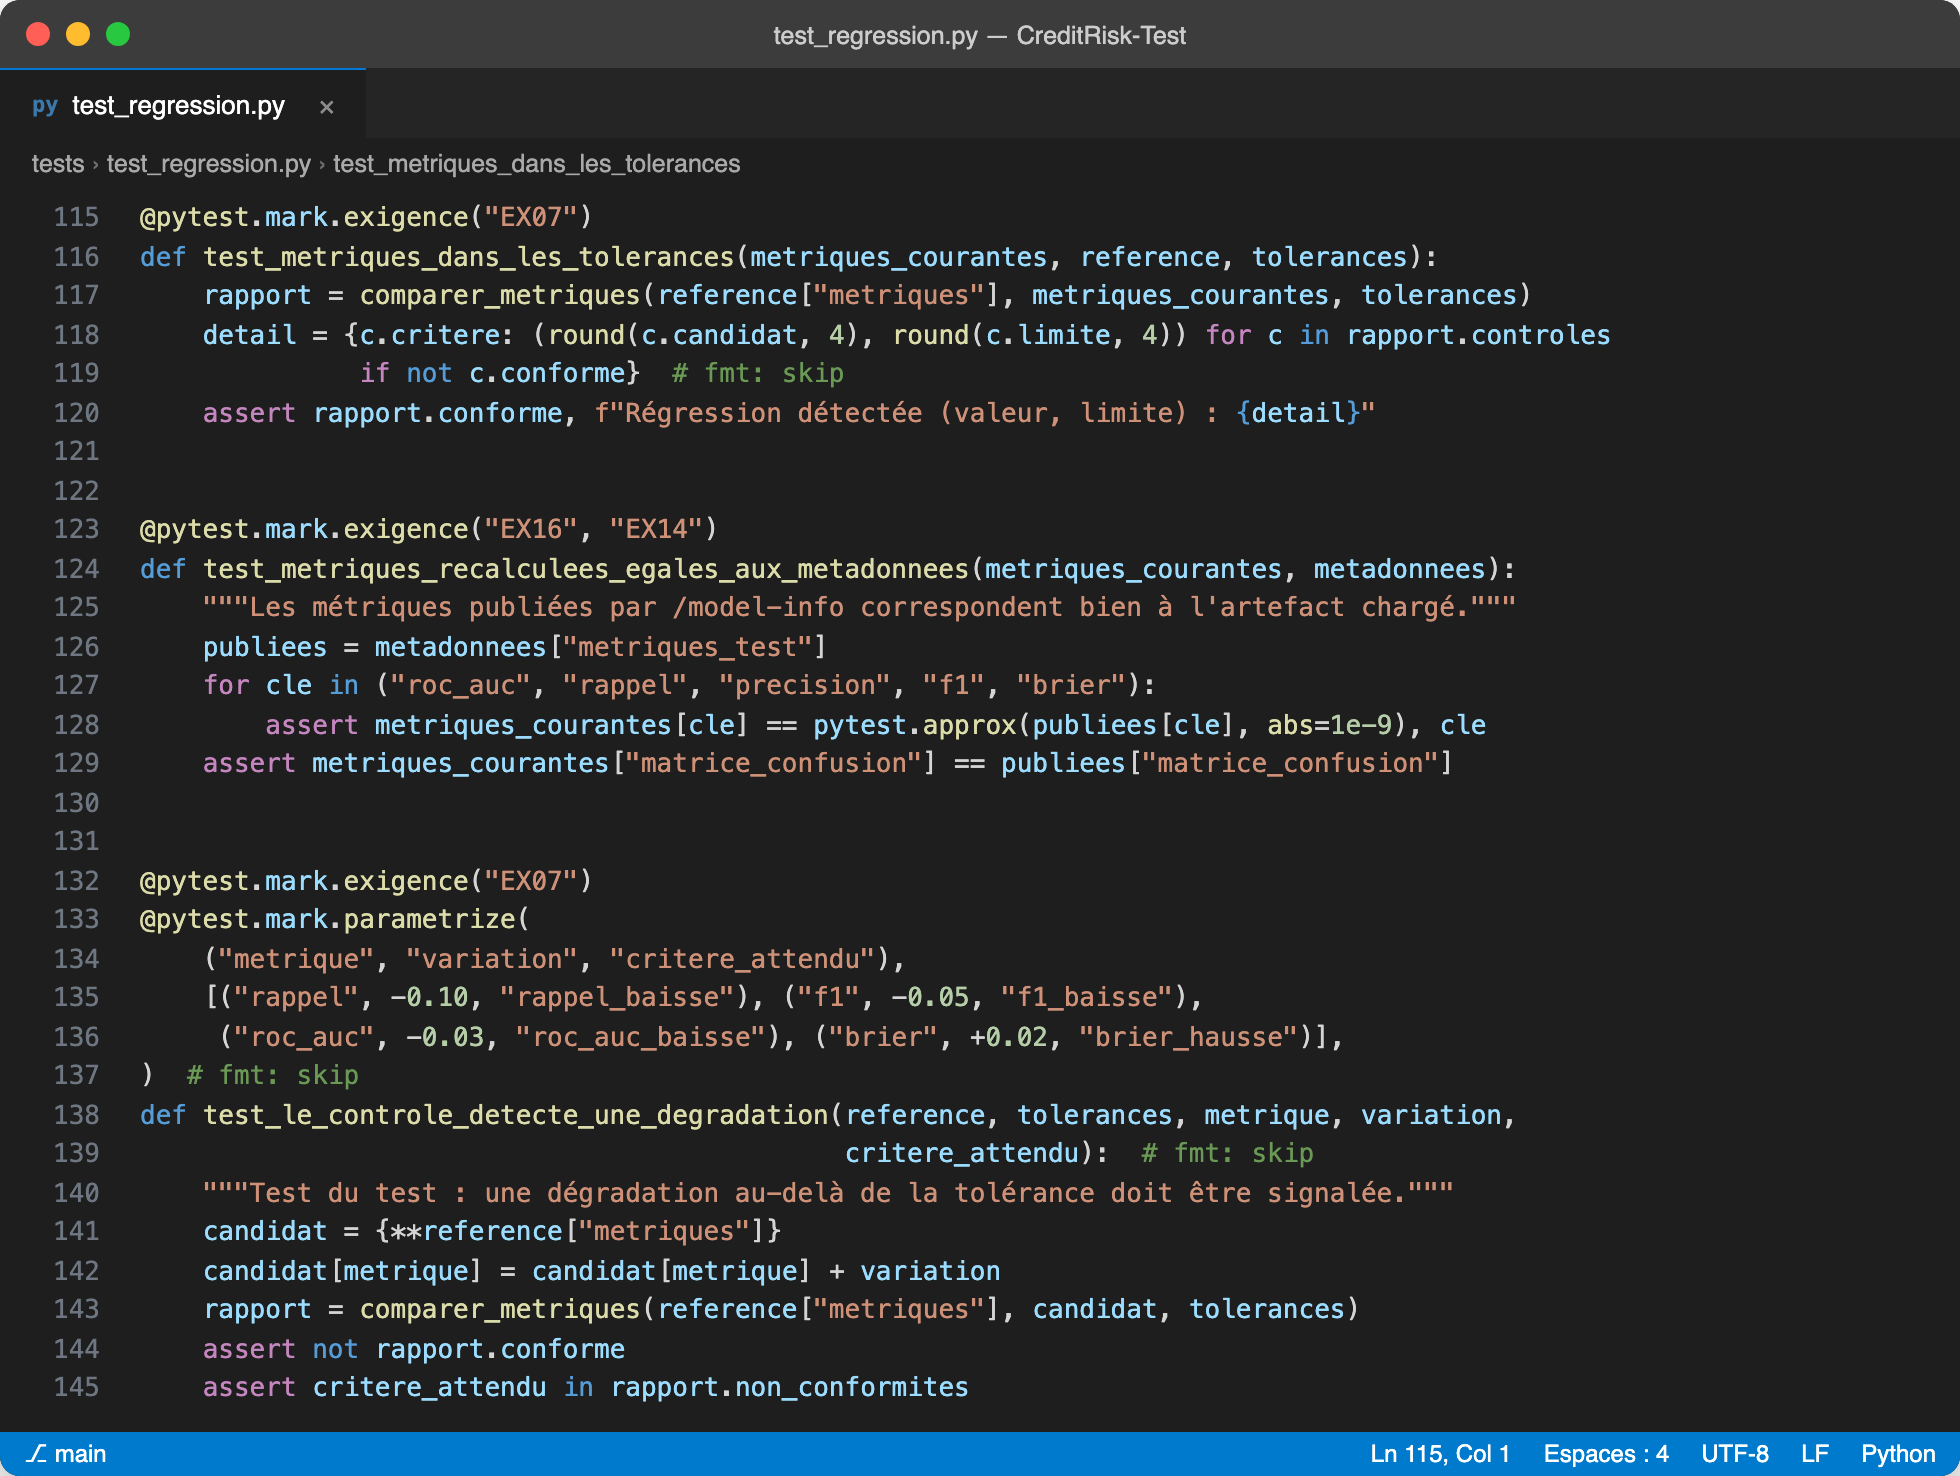 test_regression.py — CreditRisk-Test
py test_regression.py ×
tests › test_regression.py › test_metriques_dans_les_tolerances
115 @pytest.mark.exigence("EX07")
116 def test_metriques_dans_les_tolerances(metriques_courantes, reference, tolerances):
117     rapport = comparer_metriques(reference["metriques"], metriques_courantes, tolerances)
118     detail = {c.critere: (round(c.candidat, 4), round(c.limite, 4)) for c in rapport.controles
119               if not c.conforme}  # fmt: skip
120     assert rapport.conforme, f"Régression détectée (valeur, limite) : {detail}"
121
122
123 @pytest.mark.exigence("EX16", "EX14")
124 def test_metriques_recalculees_egales_aux_metadonnees(metriques_courantes, metadonnees):
125     """Les métriques publiées par /model-info correspondent bien à l'artefact chargé."""
126     publiees = metadonnees["metriques_test"]
127     for cle in ("roc_auc", "rappel", "precision", "f1", "brier"):
128         assert metriques_courantes[cle] == pytest.approx(publiees[cle], abs=1e-9), cle
129     assert metriques_courantes["matrice_confusion"] == publiees["matrice_confusion"]
130
131
132 @pytest.mark.exigence("EX07")
133 @pytest.mark.parametrize(
134     ("metrique", "variation", "critere_attendu"),
135     [("rappel", -0.10, "rappel_baisse"), ("f1", -0.05, "f1_baisse"),
136      ("roc_auc", -0.03, "roc_auc_baisse"), ("brier", +0.02, "brier_hausse")],
137 )  # fmt: skip
138 def test_le_controle_detecte_une_degradation(reference, tolerances, metrique, variation,
139                                              critere_attendu):  # fmt: skip
140     """Test du test : une dégradation au-delà de la tolérance doit être signalée."""
141     candidat = {**reference["metriques"]}
142     candidat[metrique] = candidat[metrique] + variation
143     rapport = comparer_metriques(reference["metriques"], candidat, tolerances)
144     assert not rapport.conforme
145     assert critere_attendu in rapport.non_conformites
main Ln 115, Col 1 Espaces : 4 UTF-8 LF Python